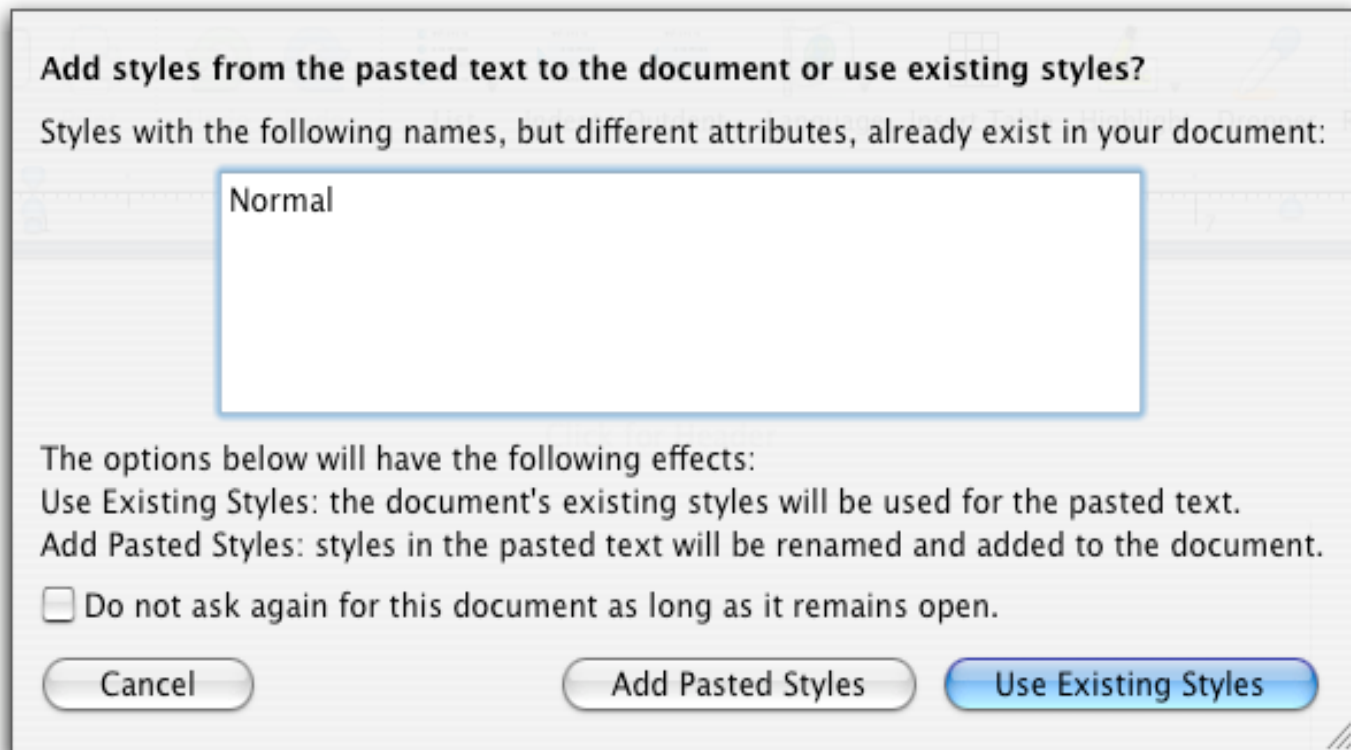 Add styles from the pasted text to the document or use existing styles?
Styles with the following names, but different attributes, already exist in your document:
Normal
Click for Header
The options below will have the following effects:
Use Existing Styles: the document's existing styles will be used for the pasted text.
Add Pasted Styles: styles in the pasted text will be renamed and added to the document.
Do not ask again for this document as long as it remains open.
Cancel
Add Pasted Styles
Use Existing Styles